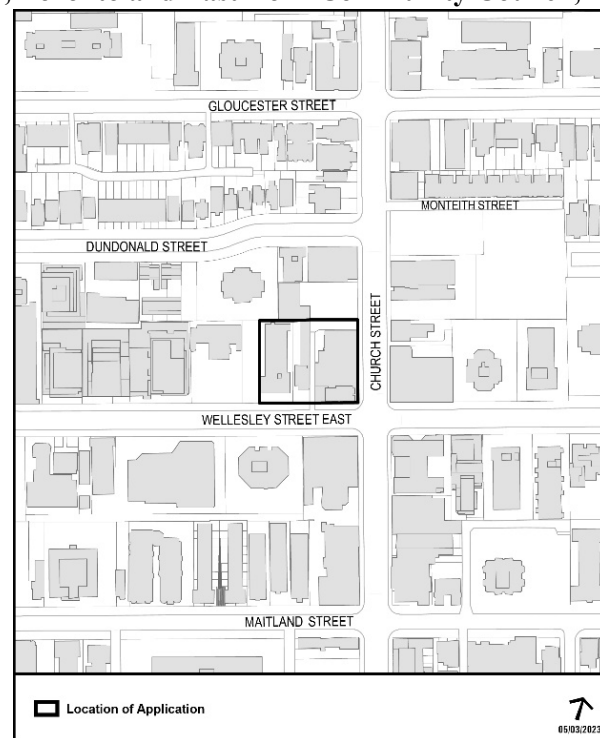 GLOUCESTER STREET
MONTEITH STREET
DUNDONALD STREET
CHURCH STREET
WELLESLEY STREET EAST
MAITLAND STREET
Location of Application
05/03/2023